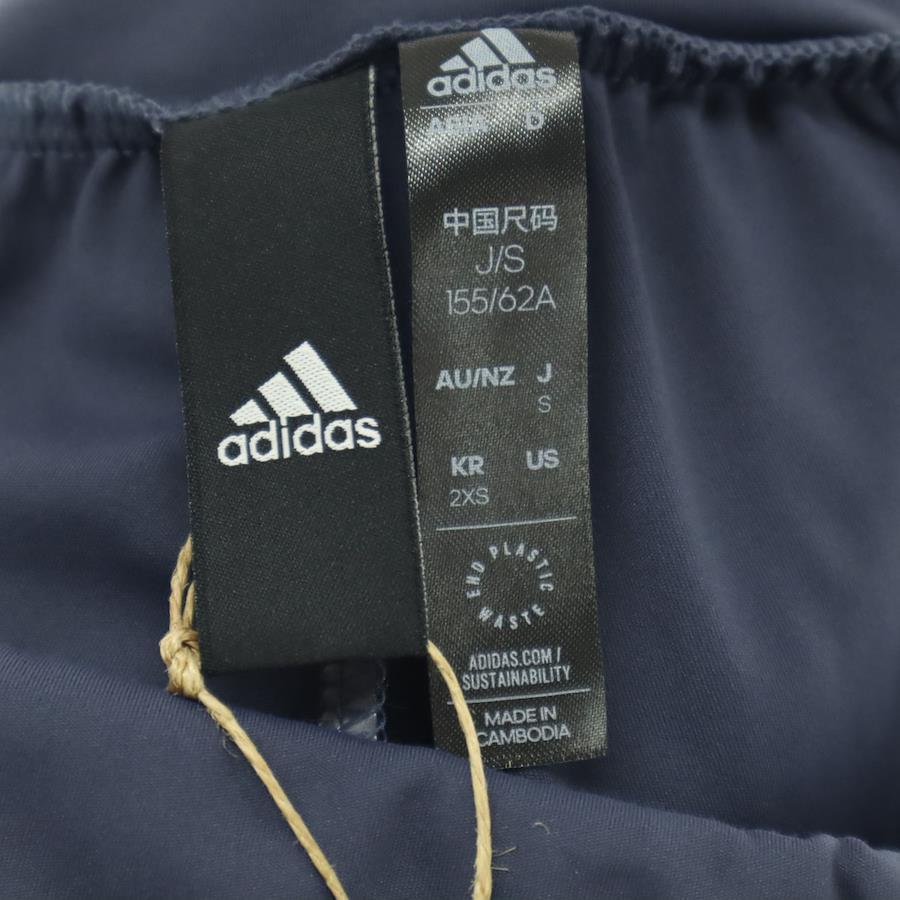 adidas
adidas
D
中国尺码
J/S
155/62A
AU/NZ J
S
KR US
2XS
END PLASTIC WASTE
ADIDAS.COM/
SUSTAINABILITY
MADE IN
CAMBODIA